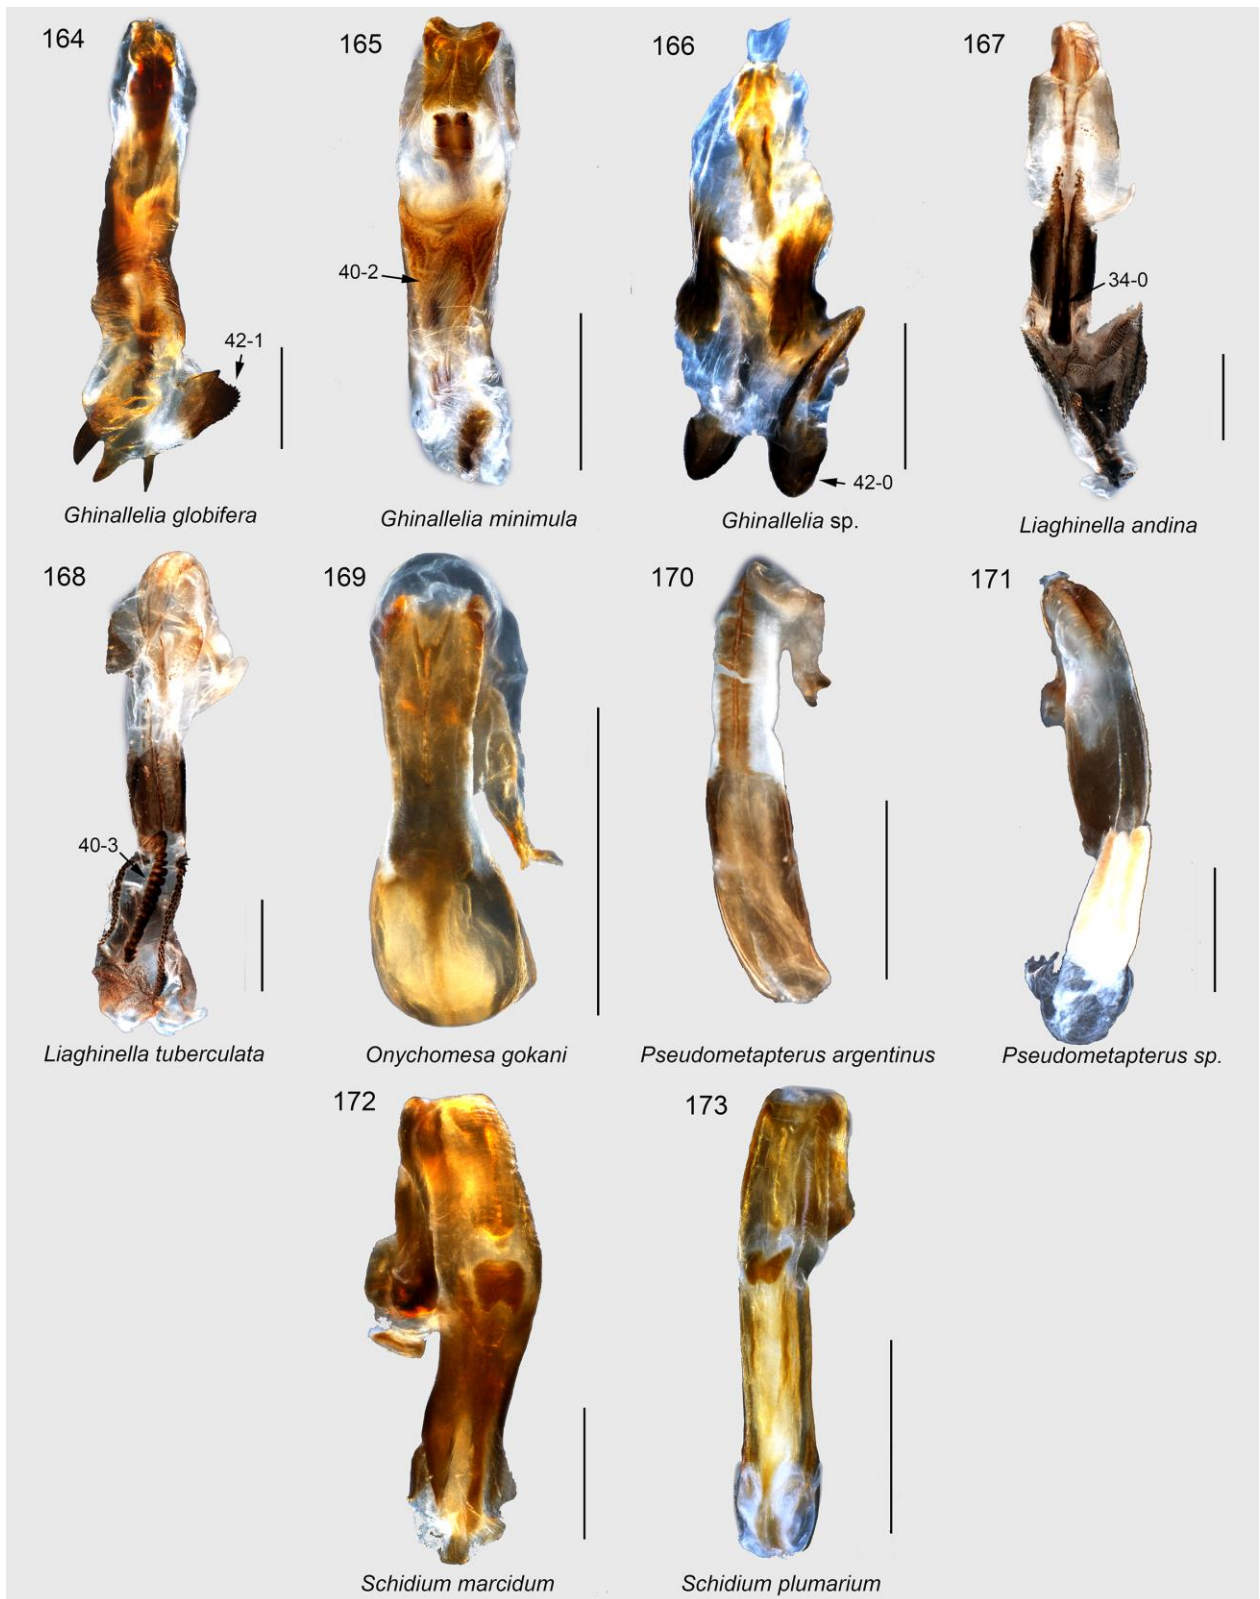 164
165
166
167
40-2
34-0
42-1
42-0
Ghinallelia globifera
Ghinallelia minimula
Ghinallelia sp.
Liaghinella andina
168
169
170
171
40-3
Liaghinella tuberculata
Onychomesa gokani
Pseudometapterus argentinus
Pseudometapterus sp.
172
173
Schidium marcidum
Schidium plumarium